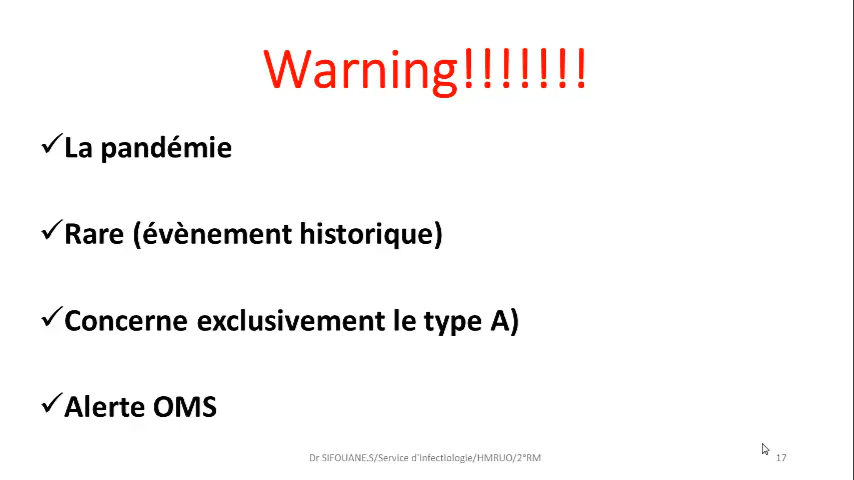 Warning!!!!!!!
✓La pandémie
✓Rare (évènement historique)
✓Concerne exclusivement le type A)
✓Alerte OMS
Dr SIFOUANE.S/Service d'infectiologie/HMRUO/2°RM
17